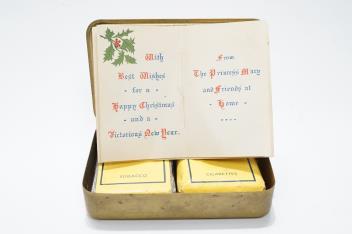 With
Best Wishes
- for a -
Happy Christmas
- and a -
Victorious New Year.
From
The Princess Mary
and Friends at
- Home -
- - - -
TOBACCO
CIGARETTES